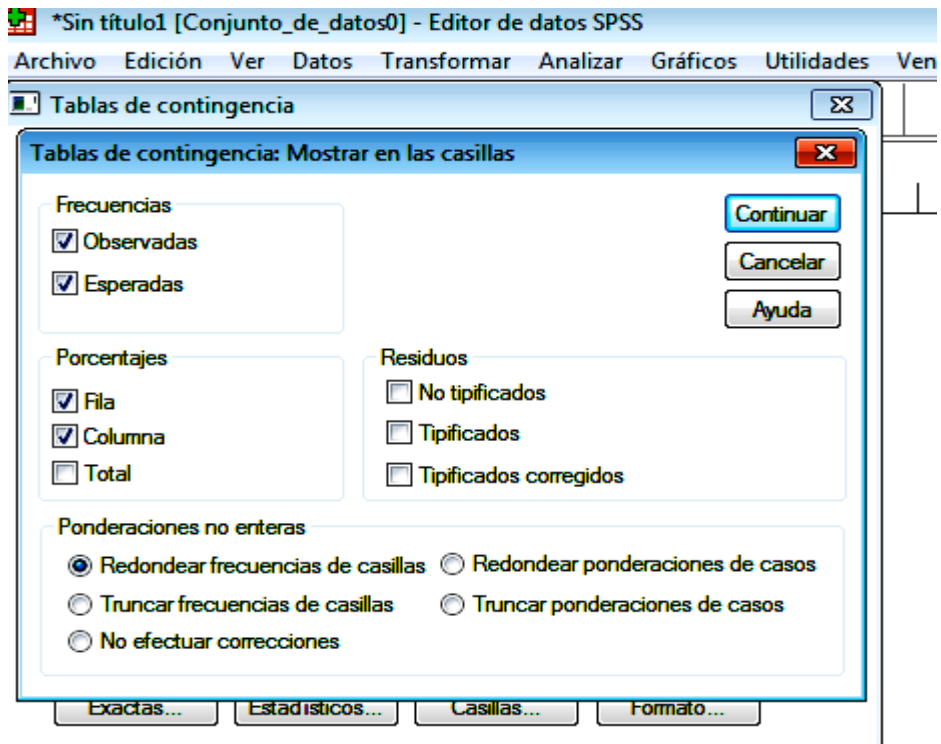 *Sin título1 [Conjunto_de_datos0] - Editor de datos SPSS
Archivo Edición Ver Datos Transformar Analizar Gráficos Utilidades Ven
Tablas de contingencia
Tablas de contingencia: Mostrar en las casillas
Frecuencias
Observadas
Esperadas
Continuar
Cancelar
Ayuda
Porcentajes
Fila
Columna
Total
Residuos
No tipificados
Tipificados
Tipificados corregidos
Ponderaciones no enteras
Redondear frecuencias de casillas Redondear ponderaciones de casos
Truncar frecuencias de casillas Truncar ponderaciones de casos
No efectuar correcciones
Exactas... Estadísticos... Casillas... Formato...